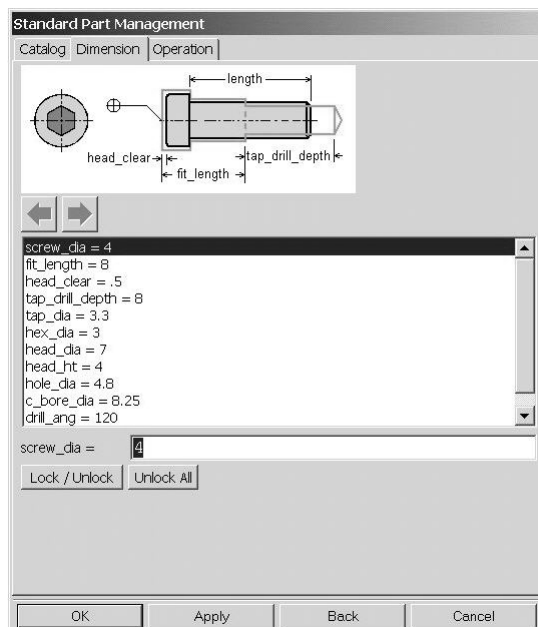 Standard Part Management
Catalog Dimension Operation
length
head_clear
tap_drill_depth
fit_length
screw_dia = 4
fit_length = 8
head_clear = .5
tap_drill_depth = 8
tap_dia = 3.3
hex_dia = 3
head_dia = 7
head_ht = 4
hole_dia = 4.8
c_bore_dia = 8.25
drill_ang = 120
screw_dia = 4
Lock / Unlock Unlock All
OK Apply Back Cancel